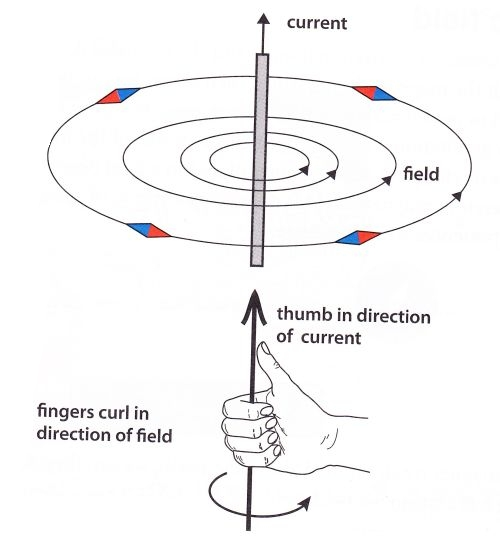 current
field
thumb in direction
of current
fingers curl in
direction of field